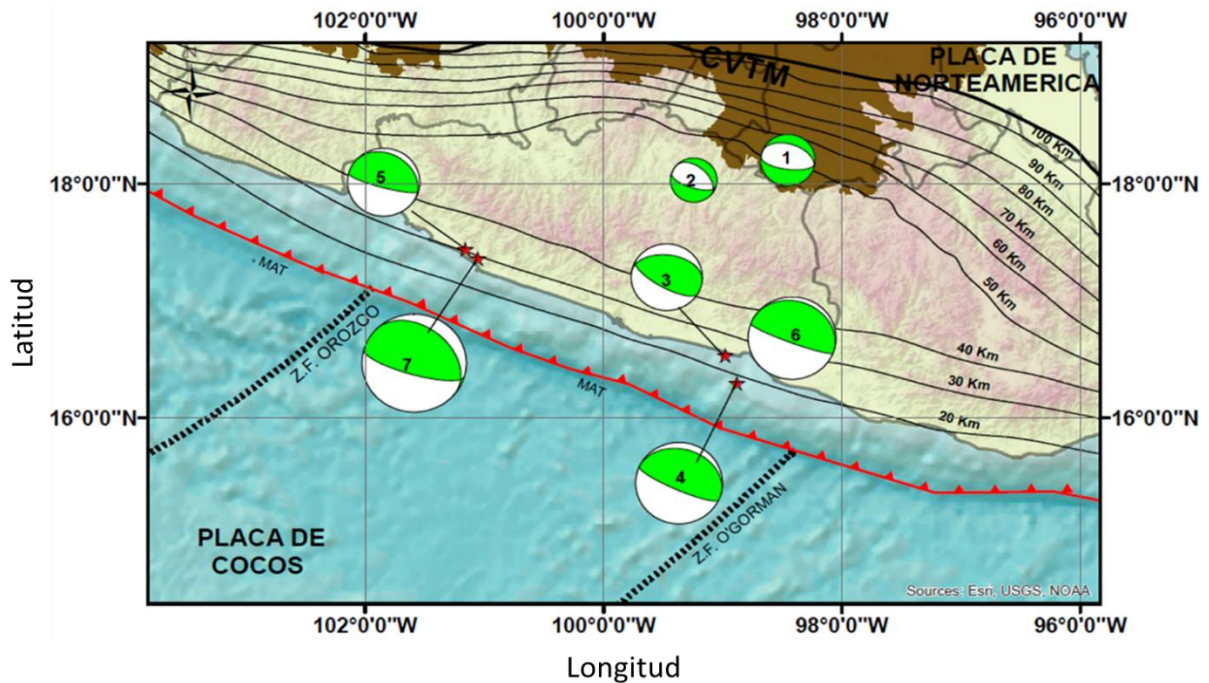 102°0'0"W 100°0'0"W 98°0'0"W 96°0'0"W
CVTM
PLACA DE
NORTEAMERICA
100 Km
90 Km
80 Km
70 Km
60 Km
50 Km
40 Km
30 Km
20 Km
1
2
5
3
6
7
4
18°0'0"N 18°0'0"N
16°0'0"N 16°0'0"N
MAT
MAT
Z.F. OROZCO
Z.F. O'GORMAN
PLACA DE
COCOS
Sources: Esri, USGS, NOAA
102°0'0"W 100°0'0"W 98°0'0"W 96°0'0"W
Latitud
Longitud